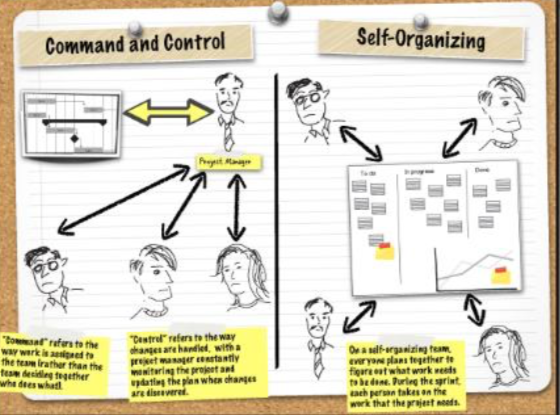 Command and Control
Self-Organizing
Project Manager
To do
In progress
Done
"Command" refers to the
way work is assigned to
the team (rather than the
team deciding together
who does what).
"Control" refers to the way
changes are handled, with a
project manager constantly
monitoring the project and
updating the plan when changes
are discovered.
On a self-organizing team,
everyone plans together to
figure out what work needs
to be done. During the sprint,
each person takes on the
work that the project needs.